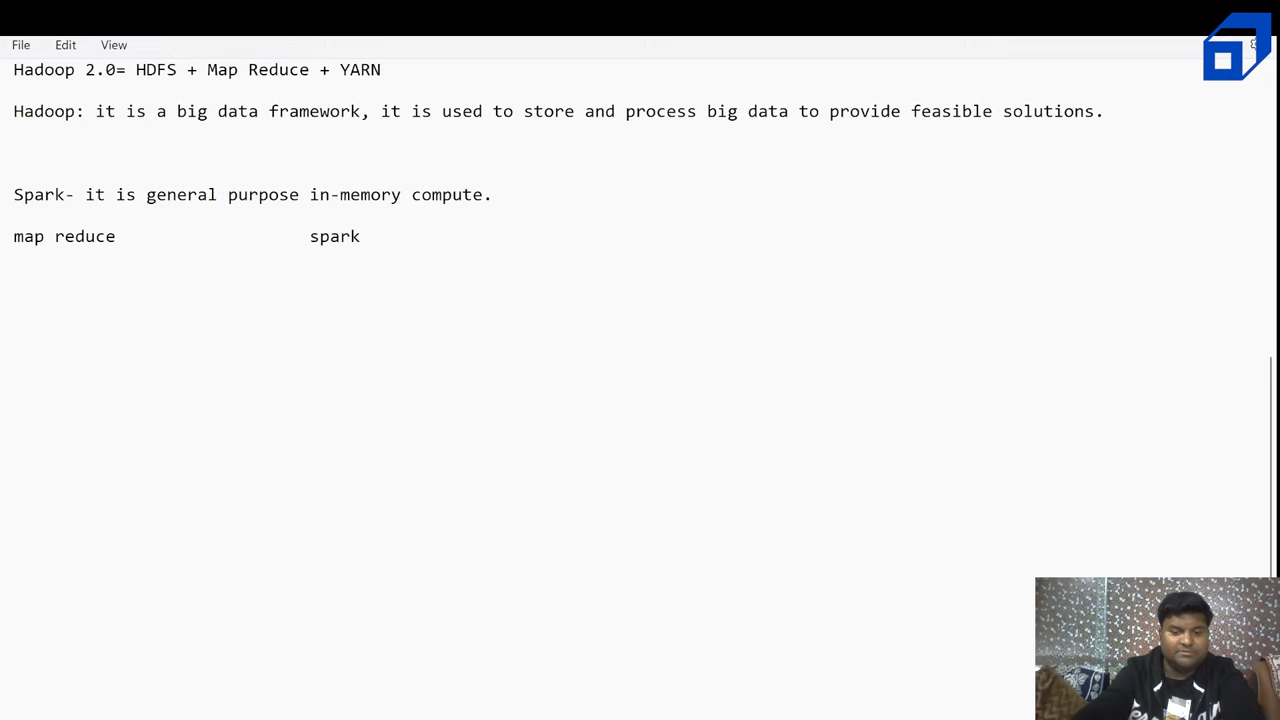 File Edit View
Hadoop 2.0= HDFS + Map Reduce + YARN
Hadoop: it is a big data framework, it is used to store and process big data to provide feasible solutions.
Spark- it is general purpose in-memory compute.
map reduce spark